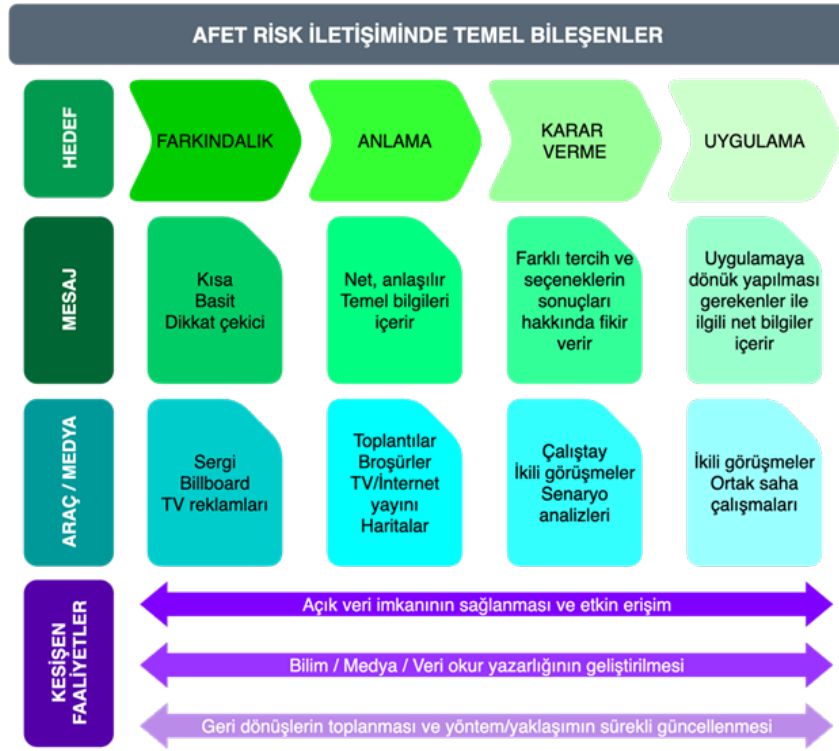 AFET RİSK İLETİŞİMİNDE TEMEL BİLEŞENLER
HEDEF
FARKINDALIK
ANLAMA
KARAR
VERME
UYGULAMA
MESAJ
Kısa
Basit
Dikkat çekici
Net, anlaşılır
Temel bilgileri
içerir
Farklı tercih ve
seçeneklerin
sonuçları
hakkında fikir
verir
Uygulamaya
dönük yapılması
gerekenler ile
ilgili net bilgiler
içerir
ARAÇ / MEDYA
Sergi
Billboard
TV reklamları
Toplantılar
Broşürler
TV/İnternet
yayını
Haritalar
Çalıştay
İkili görüşmeler
Senaryo
analizleri
İkili görüşmeler
Ortak saha
çalışmaları
KESİŞEN
FAALİYETLER
Açık veri imkanının sağlanması ve etkin erişim
Bilim / Medya / Veri okur yazarlığının geliştirilmesi
Geri dönüşlerin toplanması ve yöntem/yaklaşımın sürekli güncellenmesi